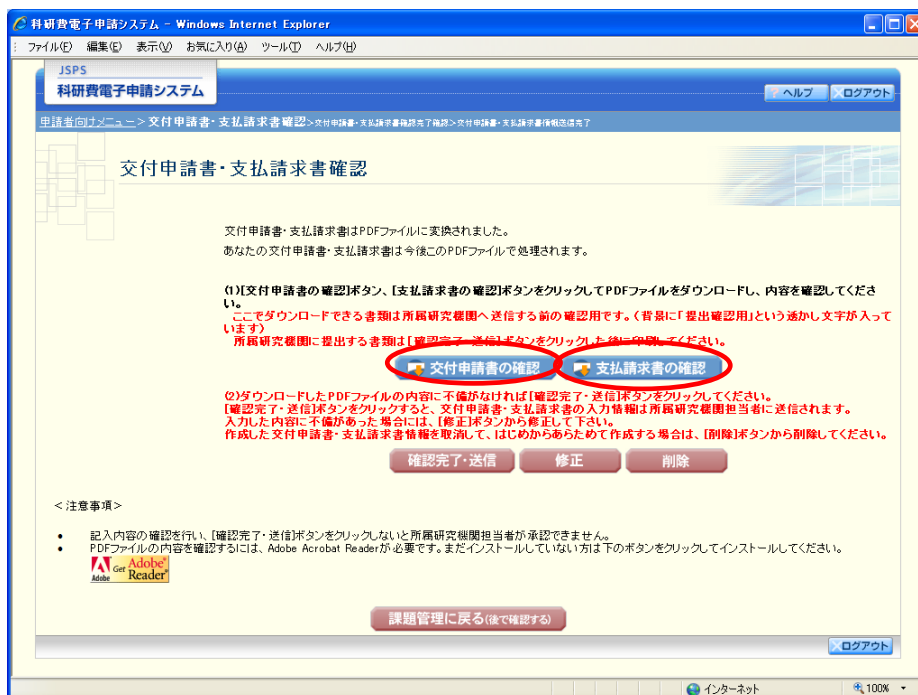 科研費電子申請システム - Windows Internet Explorer
ファイル(F) 編集(E) 表示(V) お気に入り(A) ツール(T) ヘルプ(H)
JSPS
科研費電子申請システム
ヘルプ ログアウト
申請者向けメニュー>交付申請書・支払請求書確認>交付申請書・支払請求書確認完了確認>交付申請書・支払請求書情報送信完了
交付申請書・支払請求書確認
交付申請書・支払請求書はPDFファイルに変換されました。
あなたの交付申請書・支払請求書は今後このPDFファイルで処理されます。
(1)[交付申請書の確認]ボタン、[支払請求書の確認]ボタンをクリックしてPDFファイルをダウンロードし、内容を確認してくださ
い。
ここでダウンロードできる書類は所属研究機関へ送信する前の確認用です。(背景に「提出確認用」という透かし文字が入って
います)
所属研究機関に提出する書類は[確認完了・送信]ボタンをクリックした後に印刷してください。
交付申請書の確認 支払請求書の確認
(2)ダウンロードしたPDFファイルの内容に不備がなければ[確認完了・送信]ボタンをクリックしてください。
[確認完了・送信]ボタンをクリックすると、交付申請書・支払請求書の入力情報は所属研究機関担当者に送信されます。
入力した内容に不備があった場合には、[修正]ボタンから修正して下さい。
作成した交付申請書・支払請求書情報を取消して、はじめからあらためて作成する場合は、[削除]ボタンから削除してください。
確認完了・送信 修正 削除
<注意事項>
• 記入内容の確認を行い、[確認完了・送信]ボタンをクリックしないと所属研究機関担当者が承認できません。
• PDFファイルの内容を確認するには、Adobe Acrobat Readerが必要です。まだインストールしていない方は下のボタンをクリックしてインストールしてください。
Adobe Get Adobe® Reader®
課題管理に戻る(後で確認する)
ログアウト
インターネット 100%